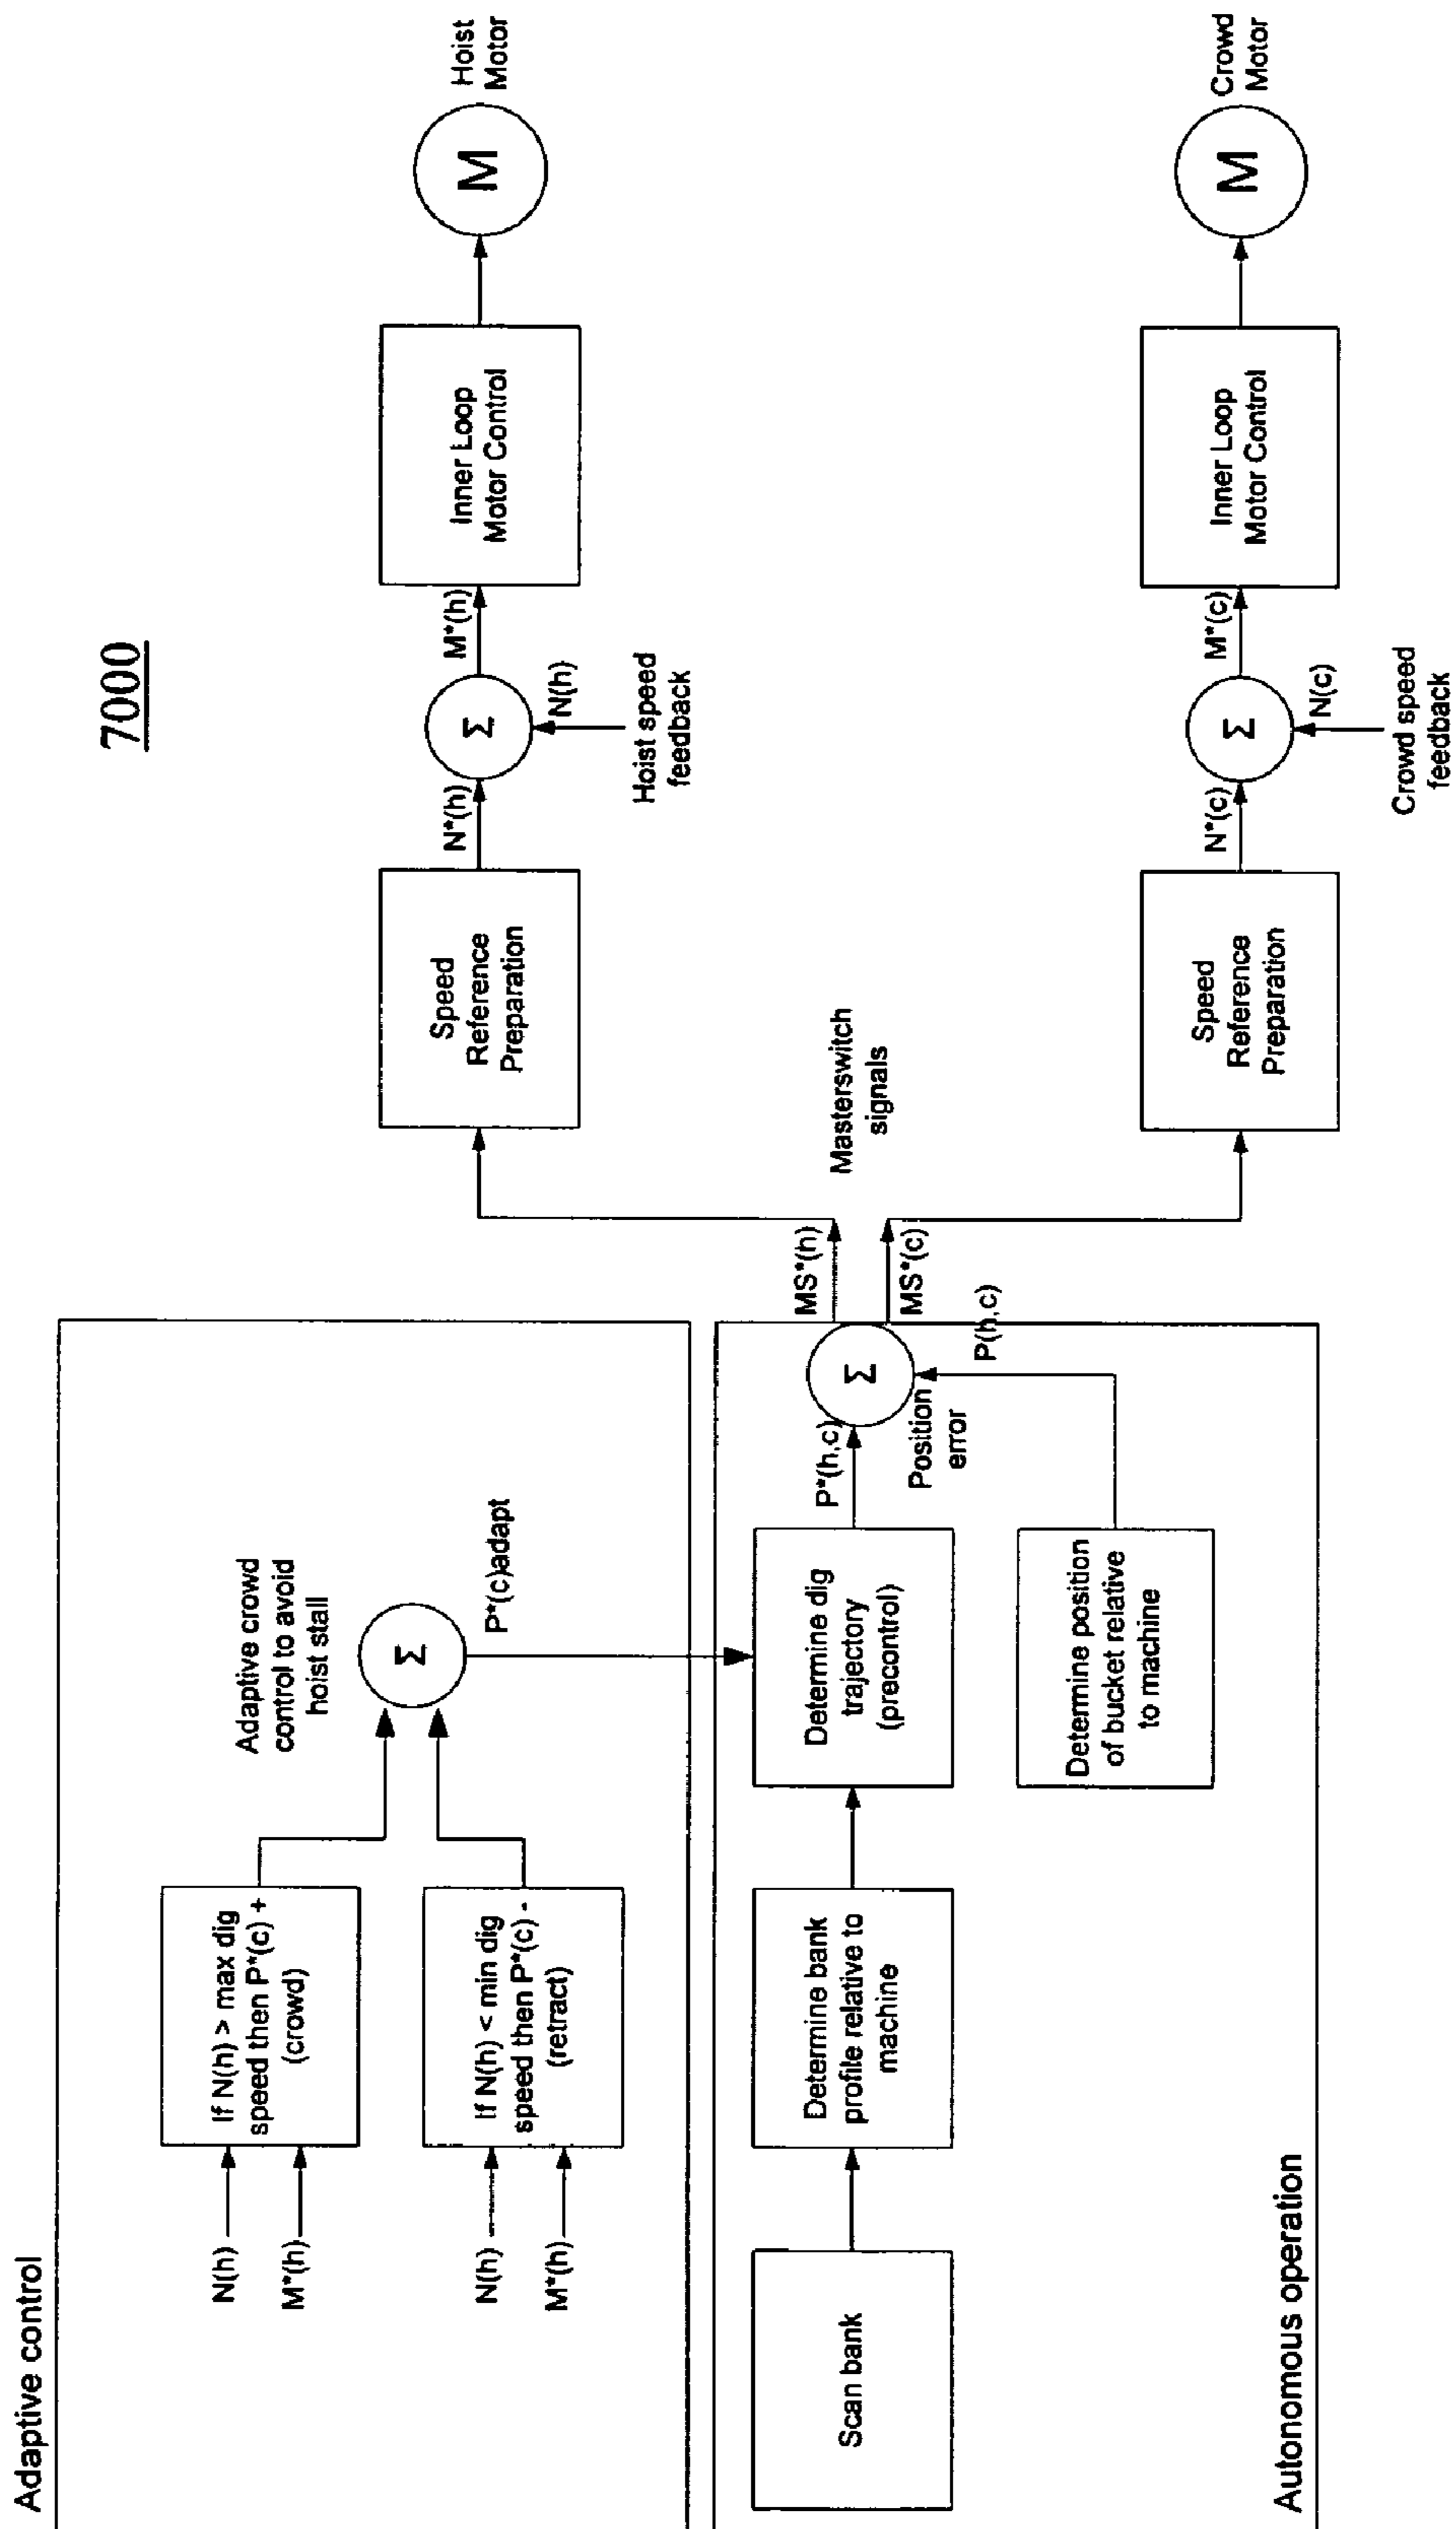 7000
Adaptive control
N(h)
M*(h)
If N(h) > max dig
speed then P*(c) +
(crowd)
N(h)
M*(h)
If N(h) < min dig
speed then P*(c) -
(retract)
Adaptive crowd
control to avoid
hoist stall
Σ
P*(c)adapt
Scan bank
Determine bank
profile relative to
machine
Determine dig
trajectory
(precontrol)
P*(h,c)
Σ
Position
error
P(h,c)
Determine position
of bucket relative
to machine
Autonomous operation
MS*(h)
MS*(c)
Masterswitch
signals
Speed
Reference
Preparation
N*(h)
Σ
M*(h)
N(h)
Hoist speed
feedback
Inner Loop
Motor Control
M
Hoist
Motor
Speed
Reference
Preparation
N*(c)
Σ
M*(c)
N(c)
Crowd speed
feedback
Inner Loop
Motor Control
M
Crowd
Motor